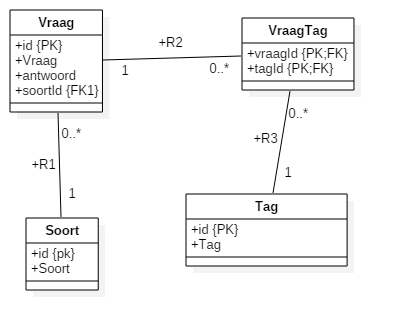 Vraag
+id {PK}
+Vraag
+antwoord
+soortId {FK1}
+R2
1
0..*
VraagTag
+vraagId {PK;FK}
+tagId {PK;FK}
0..*
+R1
1
0..*
+R3
1
Soort
+id {pk}
+Soort
Tag
+id {PK}
+Tag